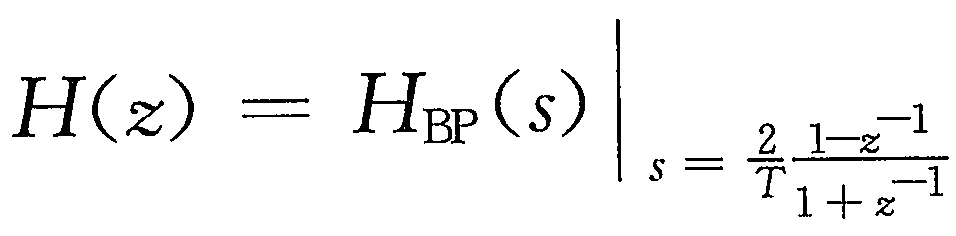 H(z) = H_BP(s) |_{s = \frac{2}{T} \frac{1-z^{-1}}{1+z^{-1}}}